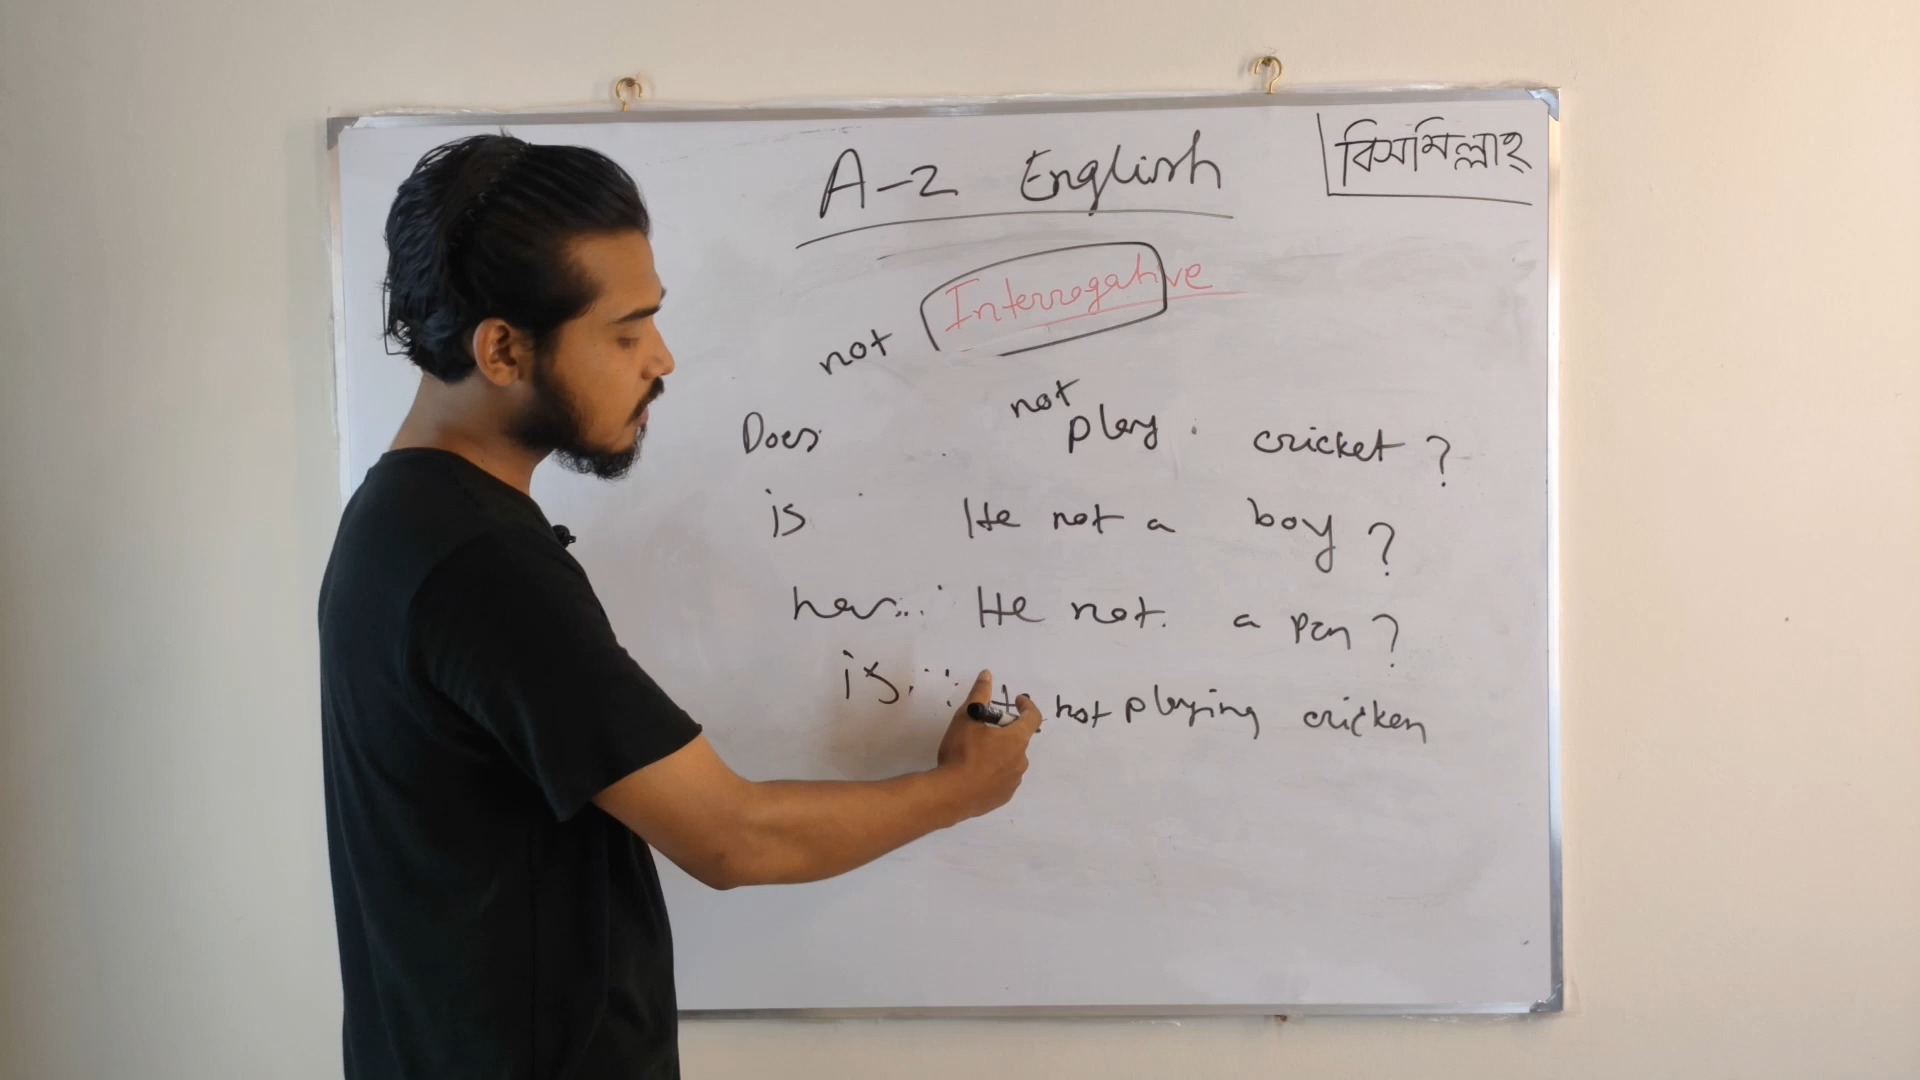 A-Z English
বিসমিল্লাহ্
Interrogative
not
not
Does play cricket ?
is He not a boy ?
has He not a pen ?
is He not playing cricken